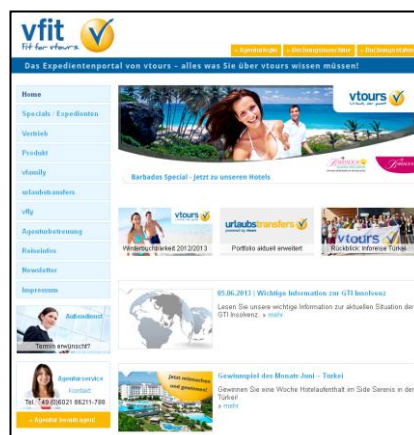 vfit
Fit for vtours
» Agenturlogin » Buchungsmaschine
Das Expedientenportal von vtours – alles was Sie über vtours wissen müssen!
Home
Specials / Expedienten
Vertrieb
Produkt
vfamily
urlaubstransfers
vfly
Agenturbetreuung
Reiseinfos
Newsletter
Impressum
vtours
Barbados Special - Jetzt zu unseren Hotels
vtours
Winterbuchbarkeit 2012/2013
urlaubstransfers
Portfolio aktuell erweitert
vtours
Rückblick: Inforeise Türkei
05.06.2013 | Wichtige Information zur GTI Insolvenz
Lesen Sie unsere wichtige Information zur aktuellen Situation der
GTI Insolvenz. » mehr
Außendienst
Termin erwünscht?
Agenturservice
Kontakt:
Tel.: +49 (0)6021 86211-788
» Agentur beantragen!
Jetzt mitmachen
und gewinnen!
Gewinnspiel des Monats Juni – Türkei
Gewinnen Sie eine Woche Hotelaufenthalt im Side Serenis in der
Türkei!
» mehr